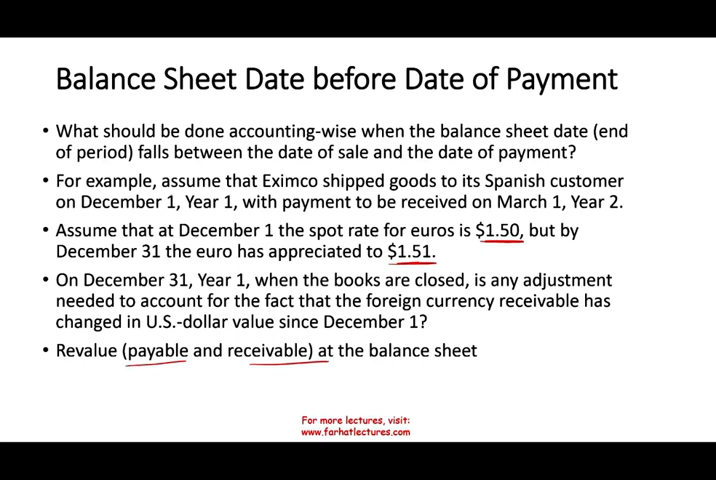 Balance Sheet Date before Date of Payment
• What should be done accounting-wise when the balance sheet date (end
of period) falls between the date of sale and the date of payment?
• For example, assume that Eximco shipped goods to its Spanish customer
on December 1, Year 1, with payment to be received on March 1, Year 2.
• Assume that at December 1 the spot rate for euros is $1.50, but by
December 31 the euro has appreciated to $1.51.
• On December 31, Year 1, when the books are closed, is any adjustment
needed to account for the fact that the foreign currency receivable has
changed in U.S.-dollar value since December 1?
• Revalue (payable and receivable) at the balance sheet
For more lectures, visit:
www.farhatlectures.com